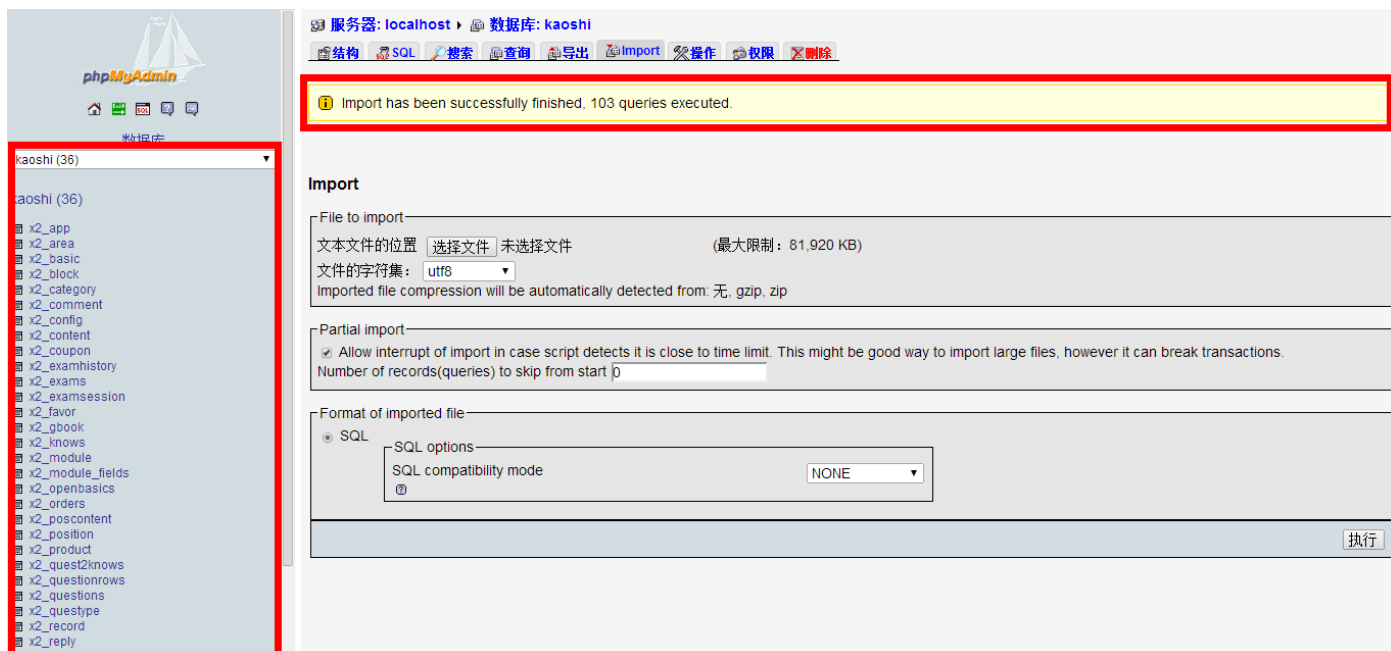 phpMyAdmin
数据库
kaoshi (36)
kaoshi (36)
x2_app
x2_area
x2_basic
x2_block
x2_category
x2_comment
x2_config
x2_content
x2_coupon
x2_examhistory
x2_exams
x2_examsession
x2_favor
x2_gbook
x2_knows
x2_module
x2_module_fields
x2_openbasics
x2_orders
x2_poscontent
x2_position
x2_product
x2_quest2knows
x2_questionrows
x2_questions
x2_questype
x2_record
x2_reply
服务器: localhost ▸ 数据库: kaoshi
结构 SQL 搜索 查询 导出 Import 操作 权限 删除
Import has been successfully finished, 103 queries executed.
Import
File to import
文本文件的位置 选择文件 未选择文件 (最大限制：81,920 KB)
文件的字符集： utf8
Imported file compression will be automatically detected from: 无, gzip, zip
Partial import
Allow interrupt of import in case script detects it is close to time limit. This might be good way to import large files, however it can break transactions.
Number of records(queries) to skip from start 0
Format of imported file
SQL
SQL options
SQL compatibility mode NONE
执行